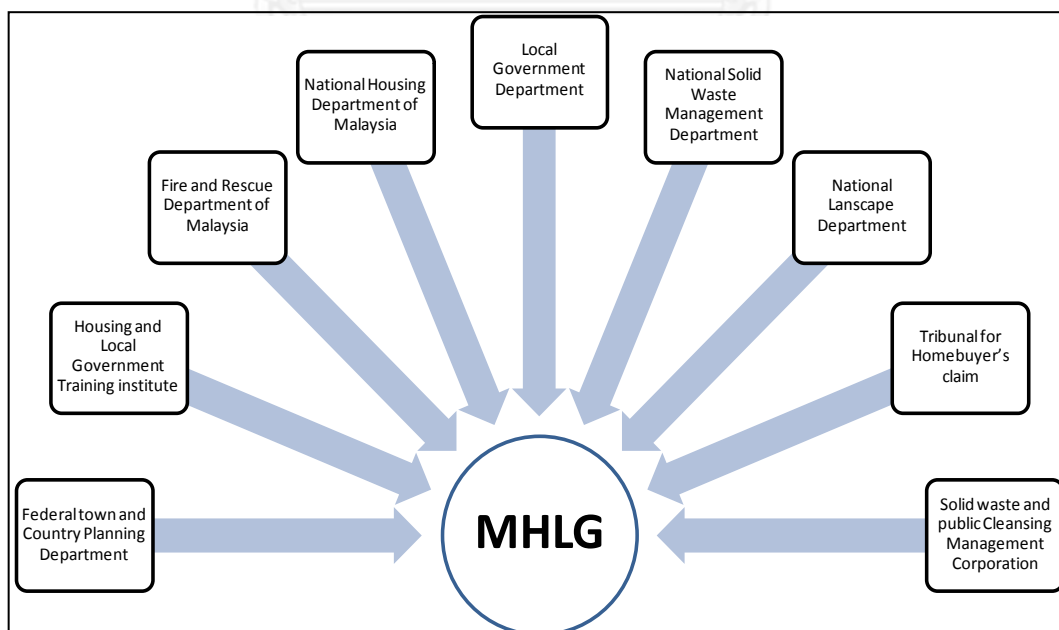 Local
Government
Department
National Housing
Department of
Malaysia
National Solid
Waste
Management
Department
Fire and Rescue
Department of
Malaysia
National
Lanscape
Department
Housing and
Local
Government
Training institute
Tribunal for
Homebuyer's
claim
Federal town and
Country Planning
Department
MHLG
Solid waste and
public Cleansing
Management
Corporation